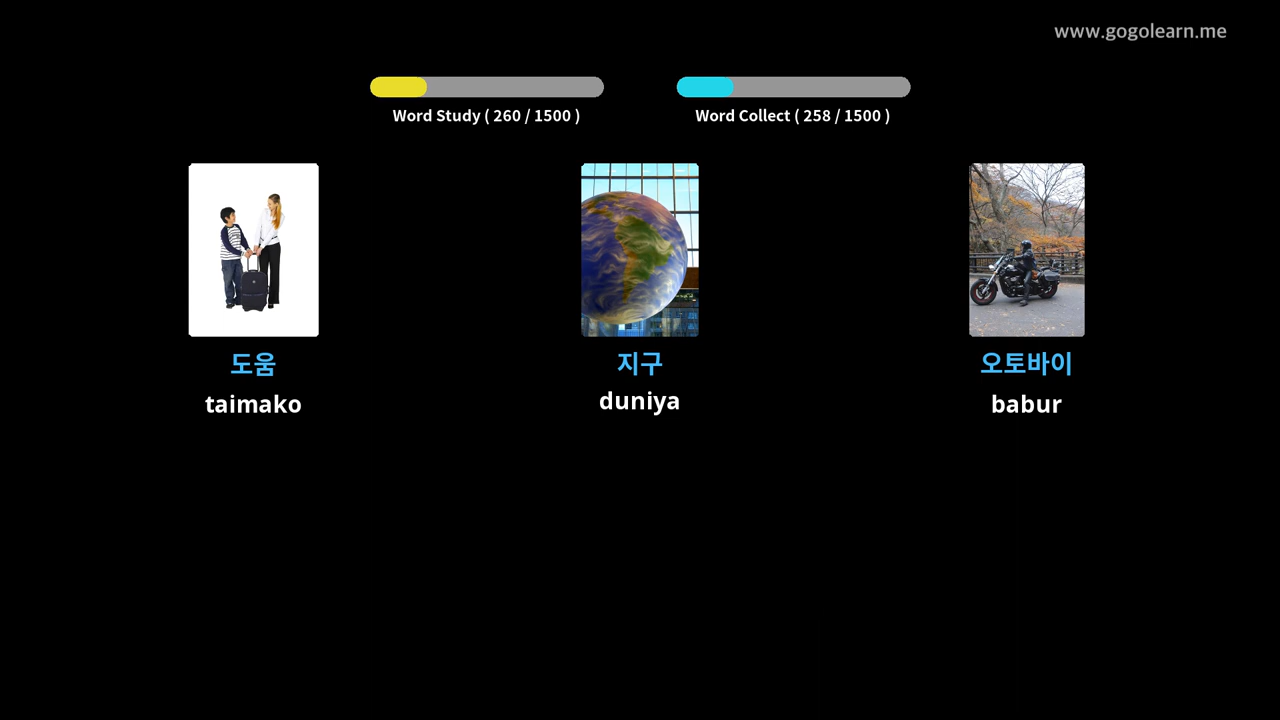 www.gogolearn.me
Word Study ( 260 / 1500 )
Word Collect ( 258 / 1500 )
도움
taimako
지구
duniya
오토바이
babur